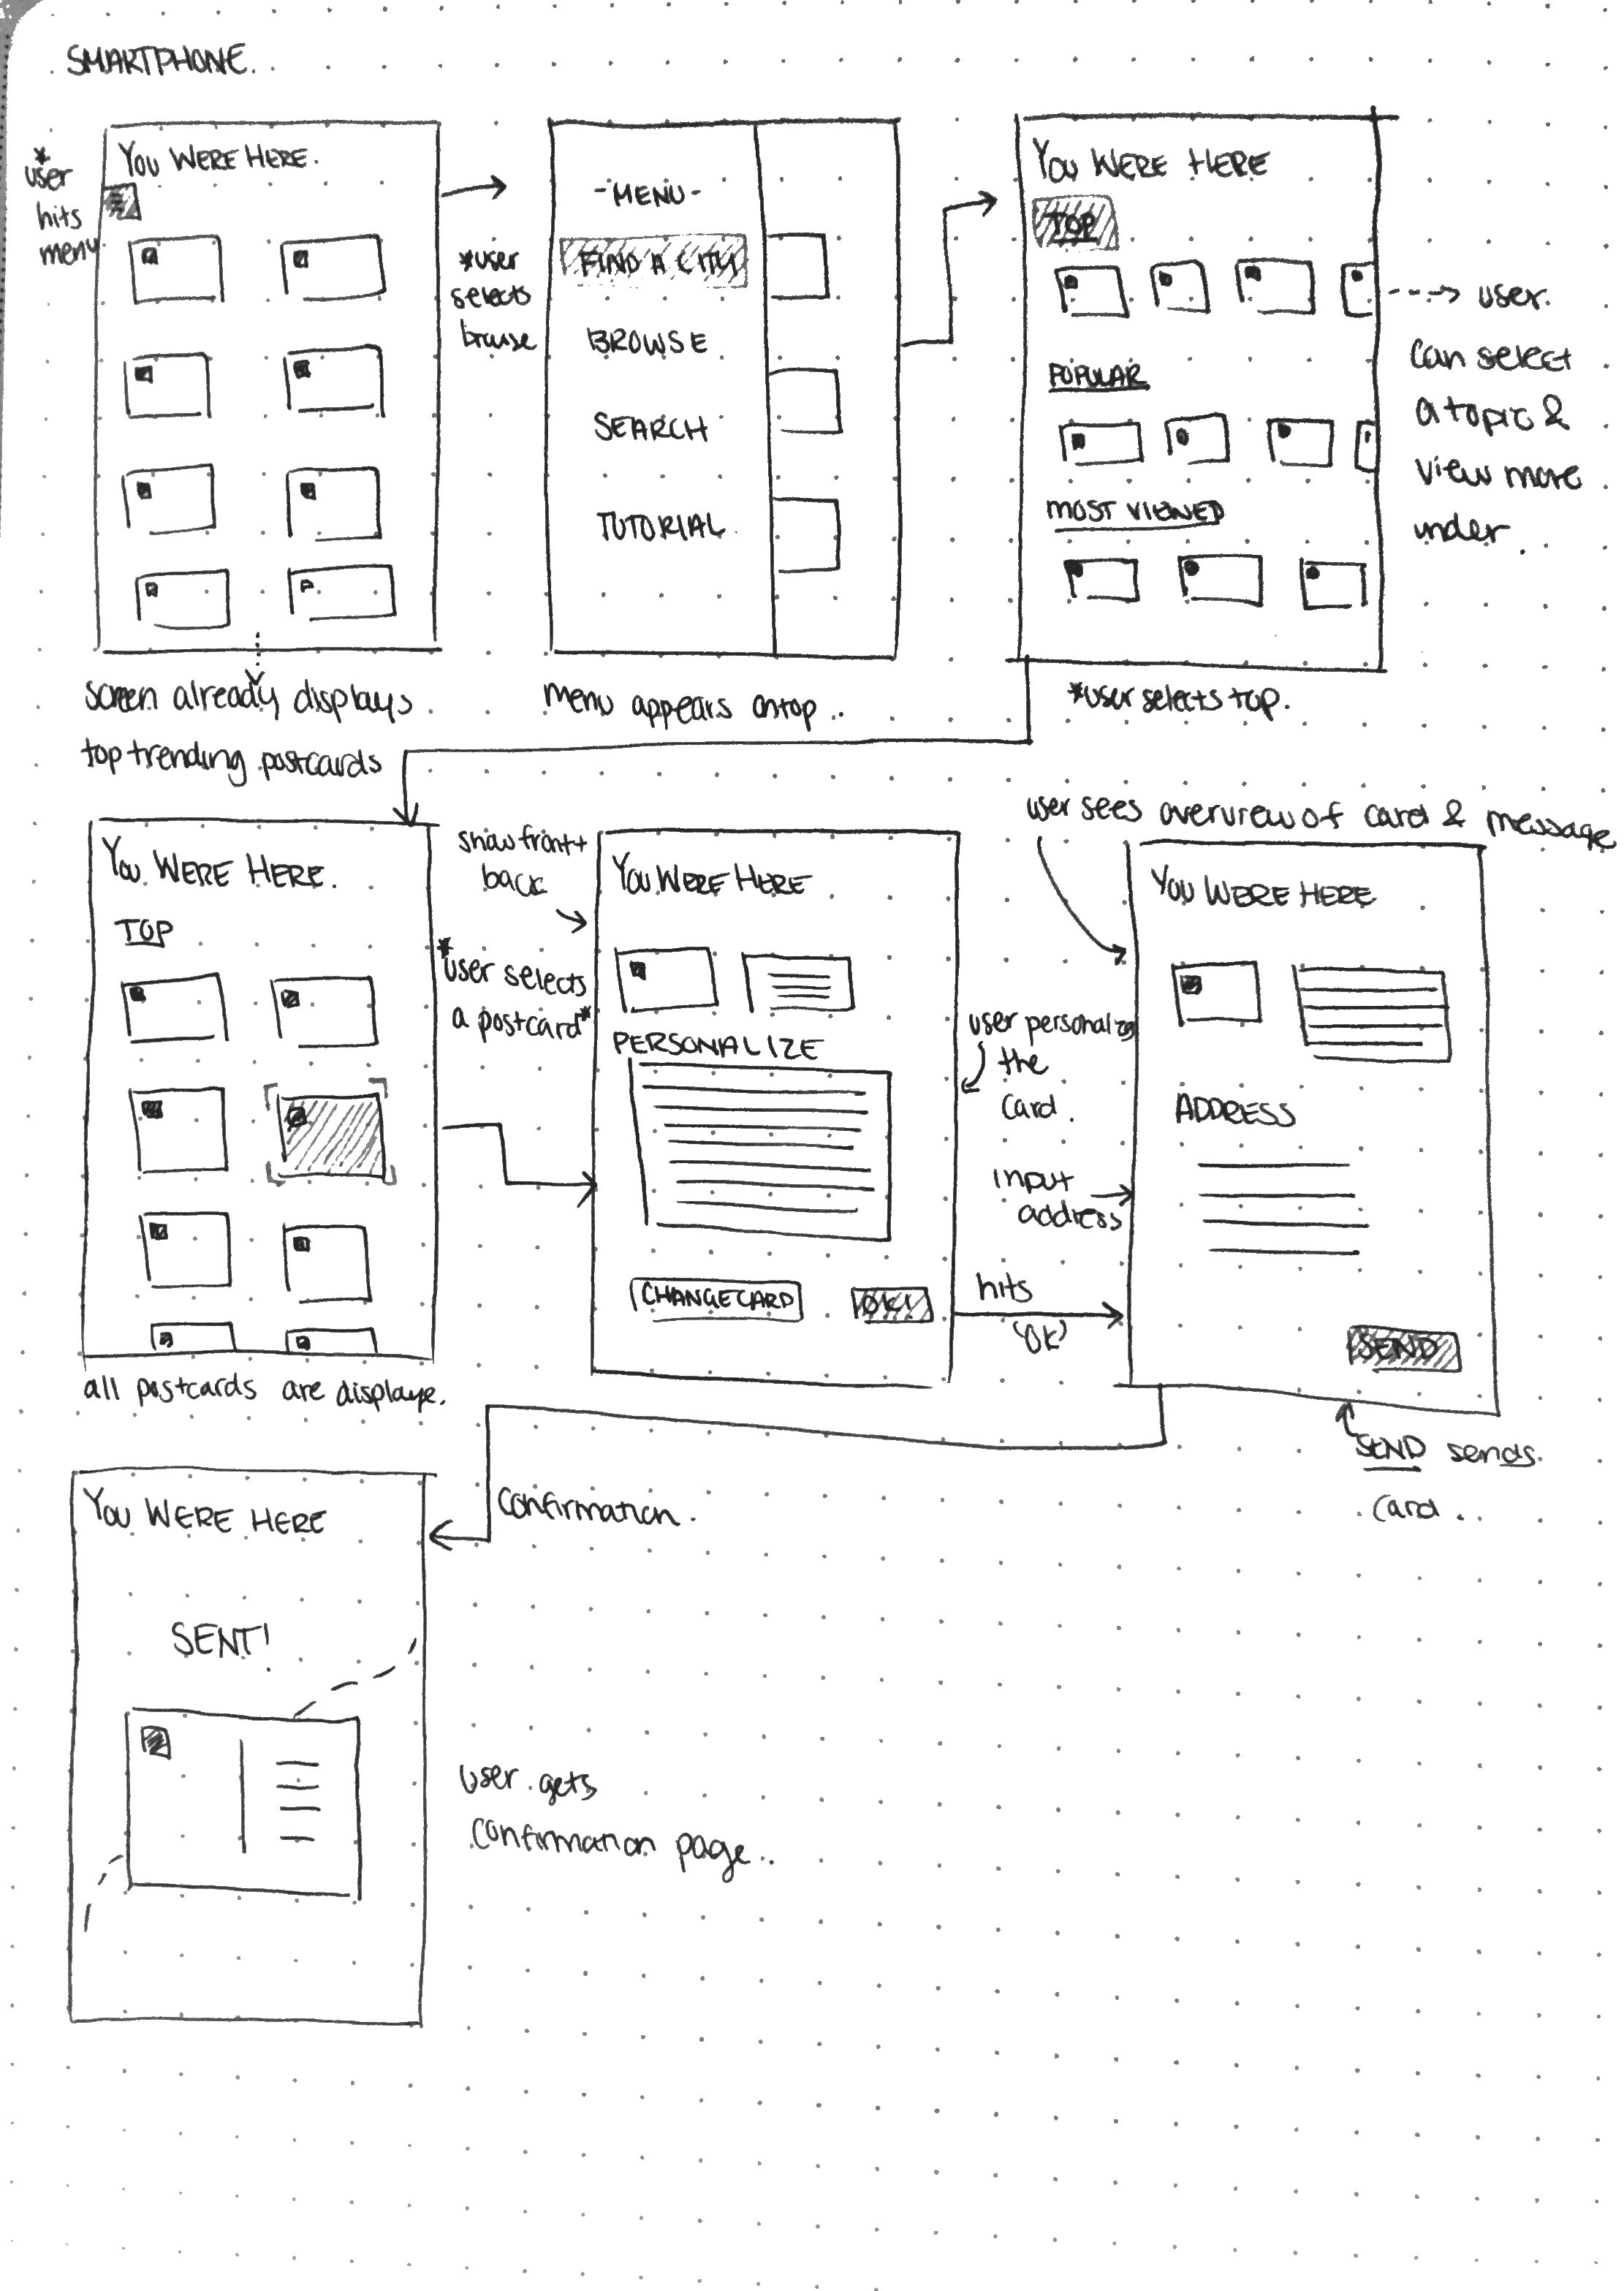 SMARTPHONE.
*
user
hits
menu.
YOU WERE HERE.
screen already displays.
top trending postcards
*user
selects
browse
-MENU-
FIND A CITY
BROWSE
SEARCH
TUTORIAL
menu appears ontop..
YOU WERE HERE
TOP
POPULAR
MOST VIEWED
*user selects top.
user.
can select
a topic &
view more
under.
YOU WERE HERE.
TOP
all postcards are displaye.
show front+
back
*
user selects
a postcard*
YOU WERE HERE
PERSONALIZE
CHANGE CARD
OK!
user personalizes
the
card.
input
address
hits
'OK'
user sees overview of card & message
YOU WERE HERE
ADDRESS
SEND
SEND sends.
card.
confirmation.
YOU WERE HERE
SENT!
user gets
confirmation page..